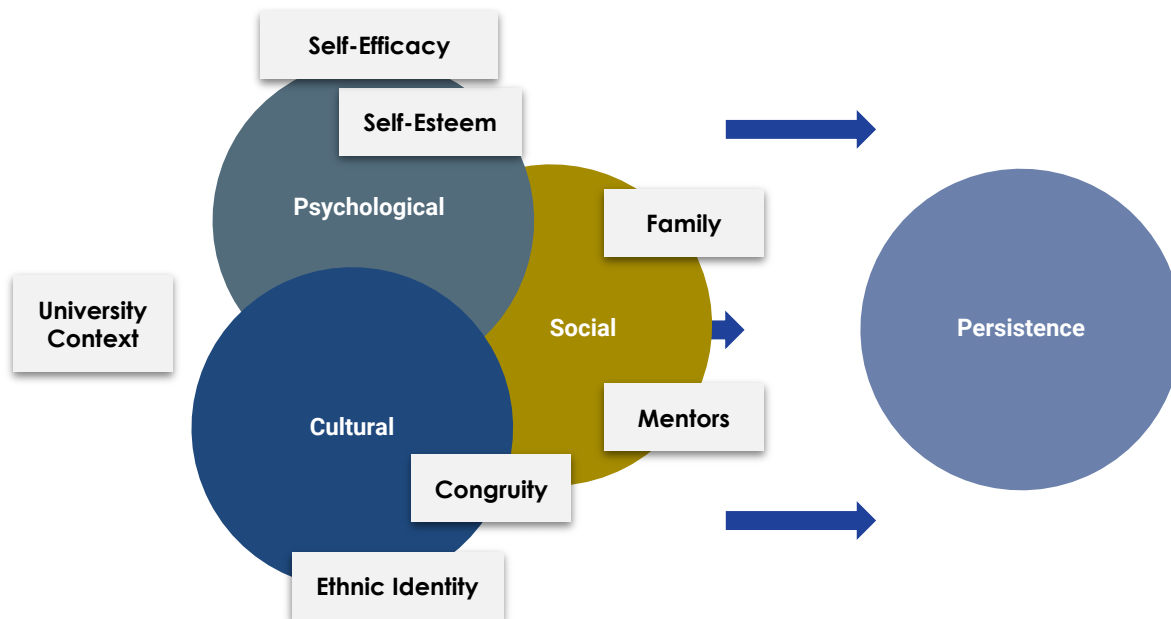 Self-Efficacy
Self-Esteem
Psychological
Family
University
Context
Social
Persistence
Mentors
Cultural
Congruity
Ethnic Identity